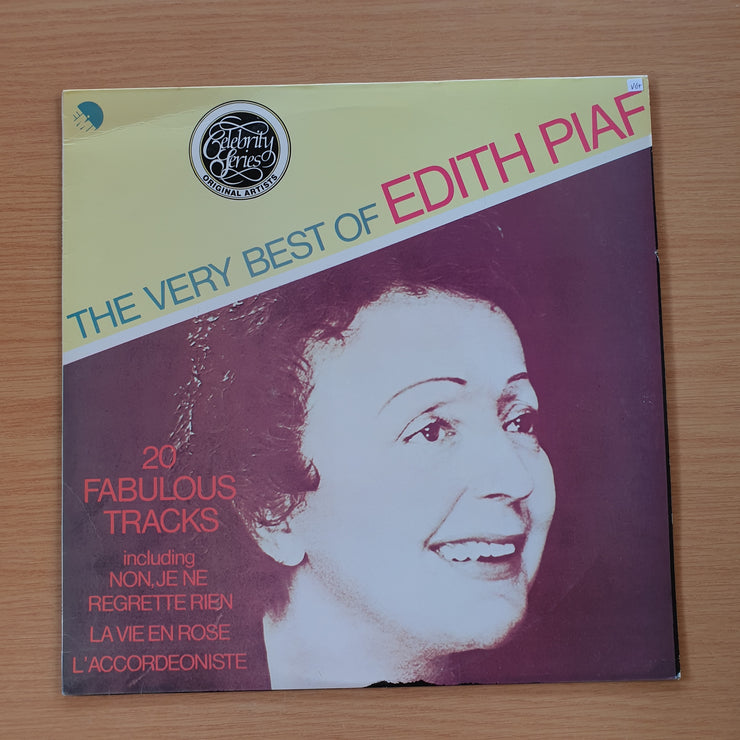 VG+
Celebrity
Series
ORIGINAL ARTISTS
THE VERY BEST OF EDITH PIAF
20
FABULOUS
TRACKS
including
NON, JE NE
REGRETTE RIEN
LA VIE EN ROSE
L'ACCORDEONISTE